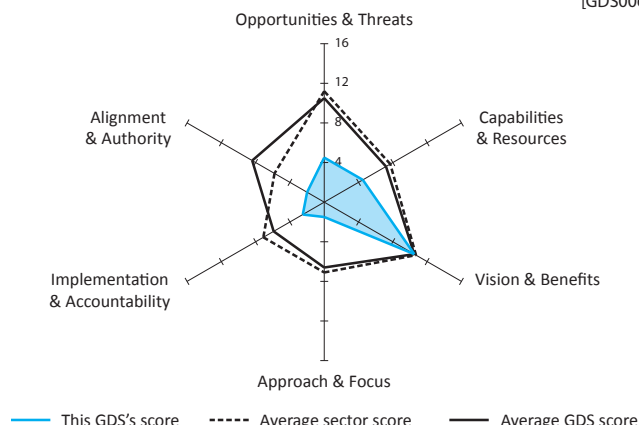 [GDS00
Opportunities & Threats
16
12
8
4
Alignment
& Authority
Capabilities
& Resources
Implementation
& Accountability
Vision & Benefits
Approach & Focus
This GDS's score
Average sector score
Average GDS score